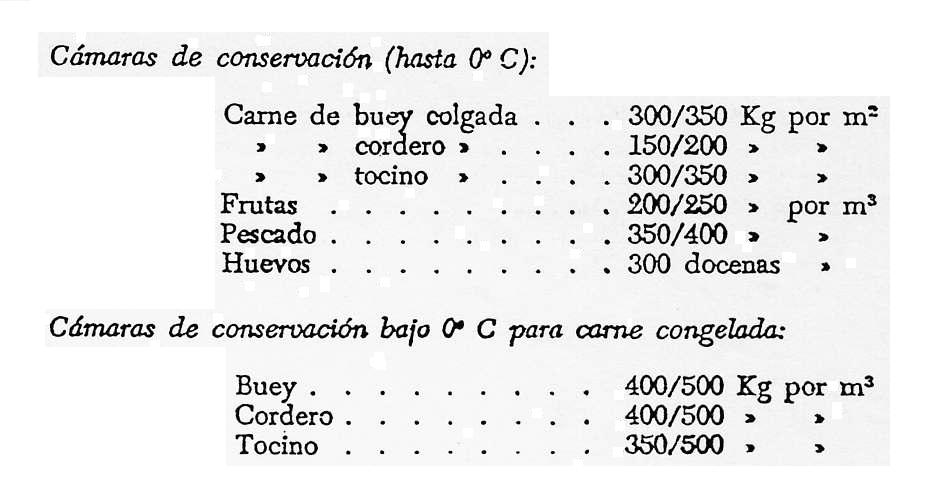 Cámaras de conservación (hasta 0º C):
Carne de buey colgada . . . 300/350 Kg por m²
» » cordero » . . . . 150/200 » »
» » tocino » . . . . 300/350 » »
Frutas . . . . . . . . . 200/250 » por m³
Pescado . . . . . . . . . 350/400 » »
Huevos . . . . . . . . . 300 docenas »
Cámaras de conservación bajo 0º C para carne congelada:
Buey . . . . . . . . . 400/500 Kg por m³
Cordero . . . . . . . . 400/500 » »
Tocino . . . . . . . . 350/500 » »